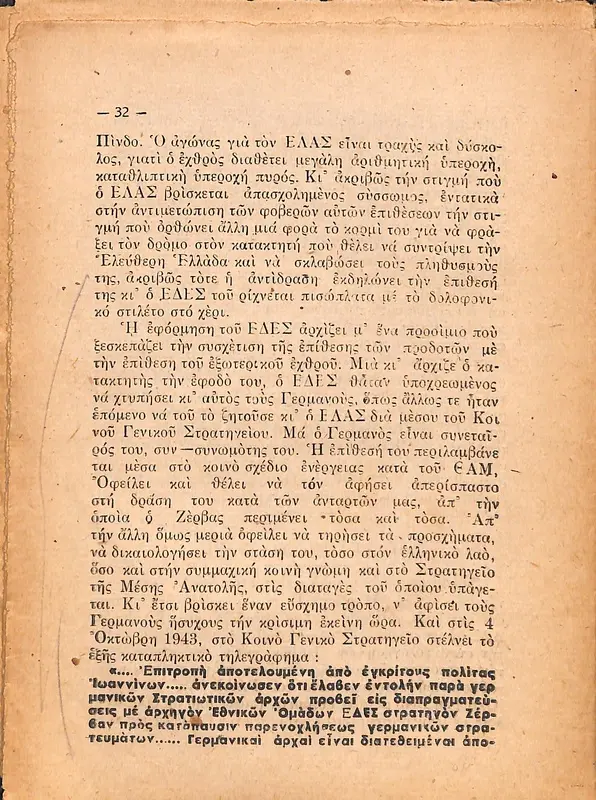 — 32 —
Πίνδο. Ὁ ἀγώνας γιὰ τὸν ΕΛΑΣ εἶναι τραχὺς καὶ δύσκο-
λος, γιατὶ ὁ ἐχθρὸς διαθέτει μεγάλη ἀριθμητικὴ ὑπεροχὴ,
καταθλιπτικὴ ὑπεροχὴ πυρός. Κι᾿ ἀκριβῶς τὴν στιγμὴ ποὺ
ὁ ΕΛΑΣ βρίσκεται ἀπασχολημένος σύσσωμος, ἐντατικὰ
στὴν ἀντιμετώπιση τῶν φοβερῶν αὐτῶν ἐπιθέσεων τὴν στι-
γμὴ ποὺ ὀρθώνει ἄλλη μιὰ φορὰ τὸ κορμί του γιὰ νὰ φρά-
ξει τὸν δρόμο στὸν κατακτητὴ ποὺ θέλει νὰ συντρίψει τὴν
Ἐλεύθερη Ἑλλάδα καὶ νὰ σκλαβώσει τοὺς πληθυσμοὺς
της, ἀκριβῶς τότε ἡ ἀντίδραση ἐκδηλώνει τὴν ἐπιθεσή
της κι᾿ ὁ ΕΔΕΣ τοῦ ρίχνεται πισώπλατα μὲ τὸ δολοφονι-
κό στιλέτο στό χέρι.
Ἡ ἐφόρμηση τοῦ ΕΔΕΣ ἀρχίζει μ᾿ ἕνα προοίμιο ποὺ
ξεσκεπάζει τὴν συσχέτιση τῆς ἐπίθεσης τῶν προδοτῶν μὲ
τὴν ἐπίθεση τοῦ ἐξωτερικοῦ ἐχθροῦ. Μιὰ κι᾿ ἄρχιζε ὁ κα-
τακτητὴς τὴν ἔφοδό του, ὁ ΕΔΕΣ θἄταν ὑποχρεωμένος
νὰ χτυπήσει κι᾿ αὐτὸς τοὺς Γερμανούς, ὅπως ἄλλος τε ἦταν
ἑπόμενο νὰ τοῦ τὸ ζητοῦσε κι᾿ ὁ ΕΛΑΣ διὰ μέσου τοῦ Κοι
νοῦ Γενικοῦ Στρατηγείου. Μὰ ὁ Γερμανὸς εἶναι συνεταῖ-
ρός του, συν—συνωμότης του. Ἡ ἐπίθεσή του περιλαμβάνε
ται μέσα στὸ κοινὸ σχέδιο ἐνέργειας κατὰ τοῦ ΕΑΜ,
Ὀφείλει καὶ θέλει νὰ τὸν ἀφήσει ἀπερίσπαστο
στὴ δράση του κατὰ τῶν ἀνταρτῶν μας, ἀπ᾿ τὴν
ὁποία ὁ Ζέρβας περιμένει τόσα καὶ τόσα. Ἀπ᾿
τὴν ἄλλη ὅμως μεριὰ ὀφείλει νὰ τηρήσει τὰ προσχήματα,
νὰ δικαιολογήσει τὴν στάση του, τόσο στὸν ἑλληνικὸ λαὸ,
ὅσο καὶ στὴν συμμαχικὴ κοινὴ γνώμη καὶ στὸ Στρατηγεῖο
τῆς Μέσης Ἀνατολῆς, στὶς διαταγὲς τοῦ ὁποίου ὑπάγε-
ται. Κι᾿ ἔτσι βρίσκει ἕναν εὔσχημο τρόπο, ν᾿ ἀφίσει τοὺς
Γερμανοὺς ἥσυχους τὴν κρίσιμη ἐκείνη ὥρα. Καὶ στὶς 4
Ὀκτώβρη 1943, στὸ Κοινὸ Γενικὸ Στρατηγεῖο στέλνει τὸ
ἑξῆς καταπληκτικὸ τηλεγράφημα :
«.... Ἐπιτροπὴ ἀποτελουμένη ἀπὸ ἐγκρίτους πολίτας
Ἰωαννίνων..... ἀνεκοίνωσεν ὅτι ἔλαβεν ἐντολὴν παρὰ γερ
μανικῶν Στρατιωτικῶν ἀρχῶν προβεῖ εἰς διαπραγματεύ-
σεις μὲ ἀρχηγὸν Ἐθνικῶν Ὁμάδων ΕΔΕΣ στρατηγὸν Ζέρ-
βαν πρὸς κατάπαυσιν παρενοχλήσεως γερμανικῶν στρα-
τευμάτων...... Γερμανικαὶ ἀρχαὶ εἶναι διατεθειμέναι ἀπο-